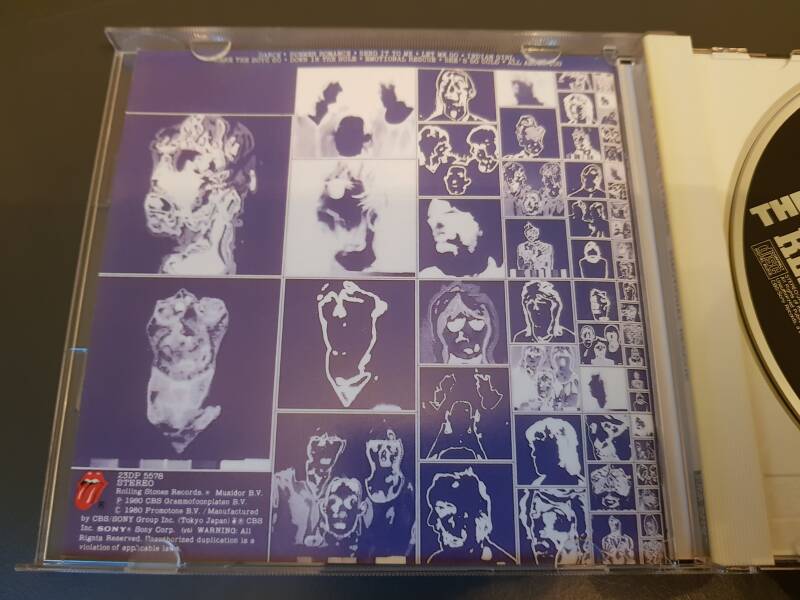 DANCE • SUMMER ROMANCE • SEND IT TO ME • LET ME GO • INDIAN GIRL
WHERE THE BOYS GO • DOWN IN THE HOLE • EMOTIONAL RESCUE • SHE'S SO COLD • ALL ABOUT YOU
23DP 5578
STEREO
Rolling Stones Records.® Musidor B.V.
℗ 1980 CBS Grammofoonplaten B.V.
© 1980 Promotone B.V. / Manufactured
by CBS/SONY Group Inc. (Tokyo Japan) ® CBS
Inc. SONY® Sony Corp. WARNING: All
Rights Reserved. Unauthorized duplication is a
violation of applicable laws.
THE